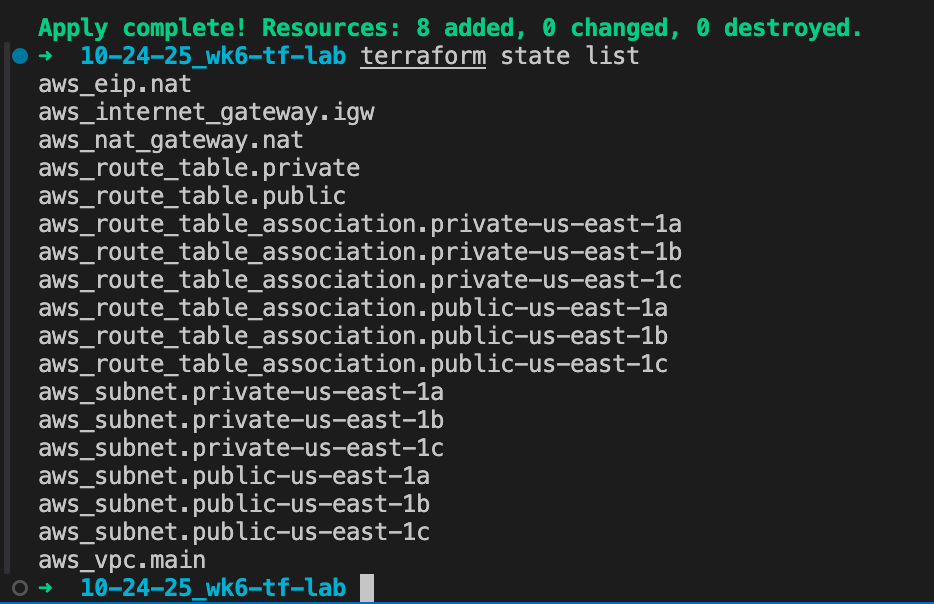 Apply complete! Resources: 8 added, 0 changed, 0 destroyed.
➜ 10-24-25_wk6-tf-lab terraform state list
aws_eip.nat
aws_internet_gateway.igw
aws_nat_gateway.nat
aws_route_table.private
aws_route_table.public
aws_route_table_association.private-us-east-1a
aws_route_table_association.private-us-east-1b
aws_route_table_association.private-us-east-1c
aws_route_table_association.public-us-east-1a
aws_route_table_association.public-us-east-1b
aws_route_table_association.public-us-east-1c
aws_subnet.private-us-east-1a
aws_subnet.private-us-east-1b
aws_subnet.private-us-east-1c
aws_subnet.public-us-east-1a
aws_subnet.public-us-east-1b
aws_subnet.public-us-east-1c
aws_vpc.main
➜ 10-24-25_wk6-tf-lab